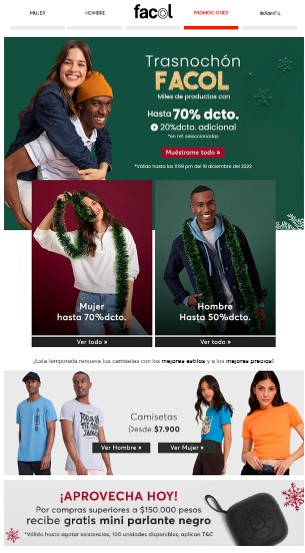 MUJER
HOMBRE
facol
PROMOCIONES
INFANTIL
Trasnochón
FACOL
Miles de productos con
Hasta 70% dcto.
+ 20%dcto. adicional
*en ref. seleccionadas
Muéstrame todo »
*Válido hasta las 11:59 pm del 19 diciembre del 2022
Mujer
hasta 70%dcto.
Ver todo »
Hombre
Hasta 50%dcto.
Ver todo »
¡Esta temporada renueva tus camisetas con los mejores estilos y a los mejores precios!
Camisetas
Desde $7.900
Ver Hombre »
Ver Mujer »
¡APROVECHA HOY!
Por compras superiores a $150.000 pesos
recibe gratis mini parlante negro
*Válido hasta agotar existencias, 100 unidades disponibles, aplican T&C